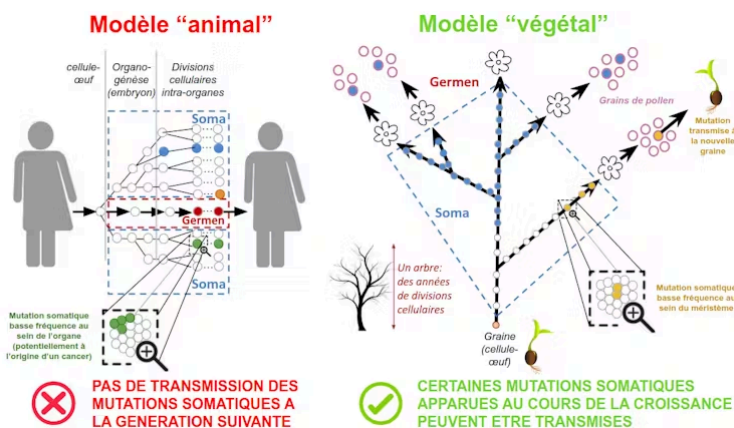 Modèle “animal”
Modèle “végétal”
cellule-
œuf
Organo-
génèse
(embryon)
Divisions
cellulaires
intra-organes
Soma
Germen
Soma
Mutation somatique
basse fréquence au
sein de l'organe
(potentiellement à
l'origine d'un cancer)
PAS DE TRANSMISSION DES
MUTATIONS SOMATIQUES A
LA GENERATION SUIVANTE
Germen
Grains de pollen
Mutation
transmise à
la nouvelle
graine
Soma
Un arbre:
des années
de divisions
cellulaires
Mutation somatique
basse fréquence au
sein du méristème
Graine
(cellule-
œuf)
CERTAINES MUTATIONS SOMATIQUES
APPARUES AU COURS DE LA CROISSANCE
PEUVENT ETRE TRANSMISES